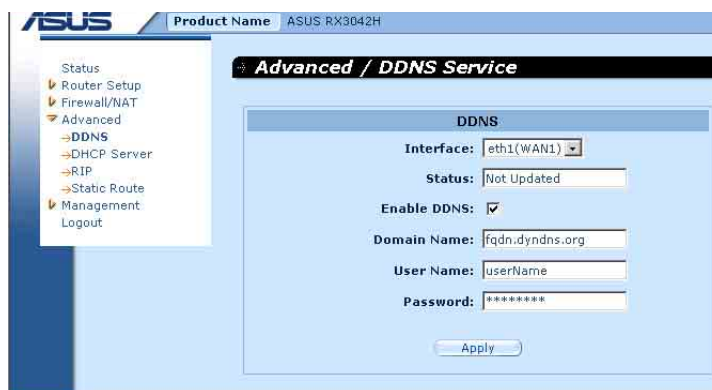 ASUS
Product Name ASUS RX3042H
Status
Router Setup
Firewall/NAT
Advanced
DDNS
DHCP Server
RIP
Static Route
Management
Logout
Advanced / DDNS Service
DDNS
Interface: eth1(WAN1)
Status: Not Updated
Enable DDNS:
Domain Name: fqdn.dyndns.org
User Name: userName
Password: ********
Apply